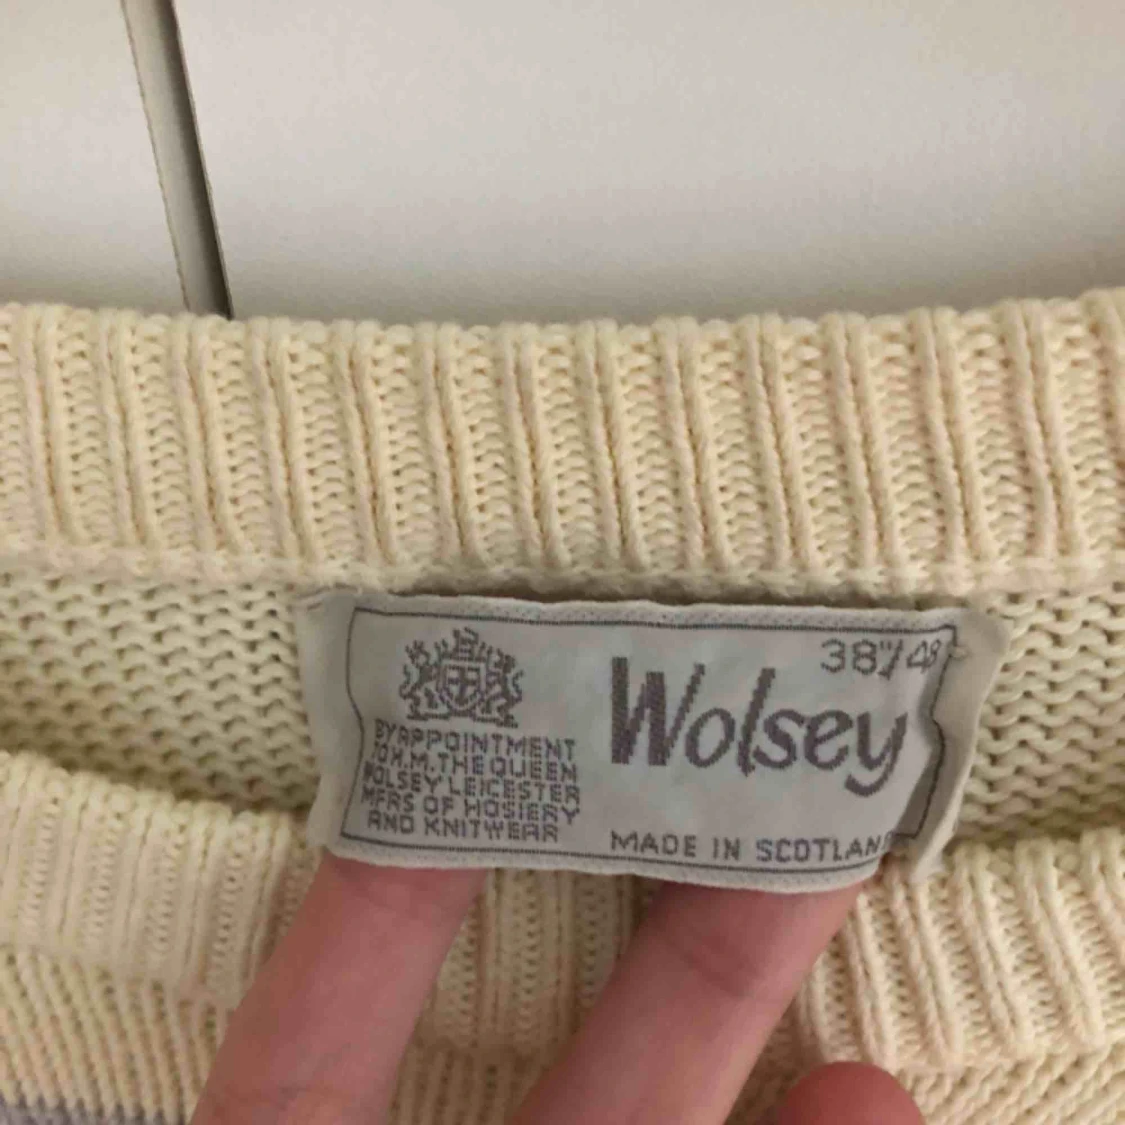 38"/48
Wolsey
BY APPOINTMENT
TO H.M. THE QUEEN
WOLSEY LEICESTER
MFRS OF HOSIERY
AND KNITWEAR
MADE IN SCOTLAND